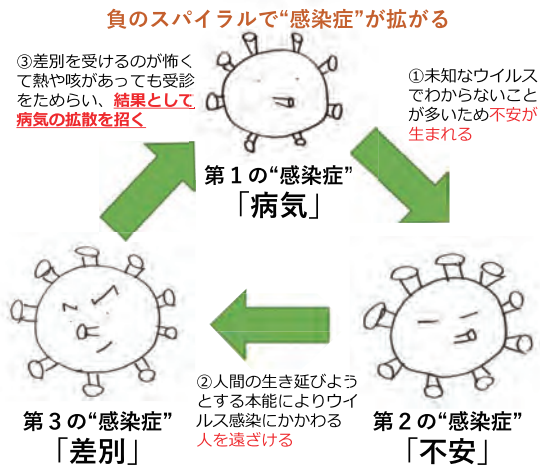 負のスパイラルで“感染症”が拡がる
③差別を受けるのが怖く
て熱や咳があっても受診
をためらい、結果として
病気の拡散を招く
①未知なウイルス
でわからないこと
が多いため不安が
生まれる
第１の“感染症”
「病気」
②人間の生き延びよう
とする本能によりウイ
ルス感染にかかわる
人を遠ざける
第３の“感染症”
「差別」
第２の“感染症”
「不安」